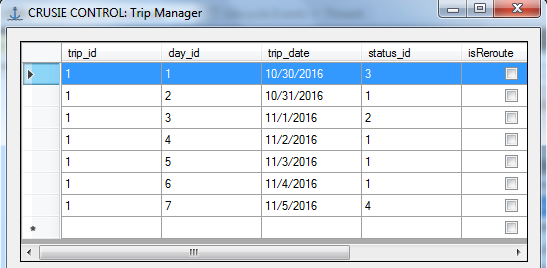 CRUSIE CONTROL: Trip Manager
trip_id day_id trip_date status_id isReroute
1 1 10/30/2016 3
1 2 10/31/2016 1
1 3 11/1/2016 2
1 4 11/2/2016 1
1 5 11/3/2016 1
1 6 11/4/2016 1
1 7 11/5/2016 4
*